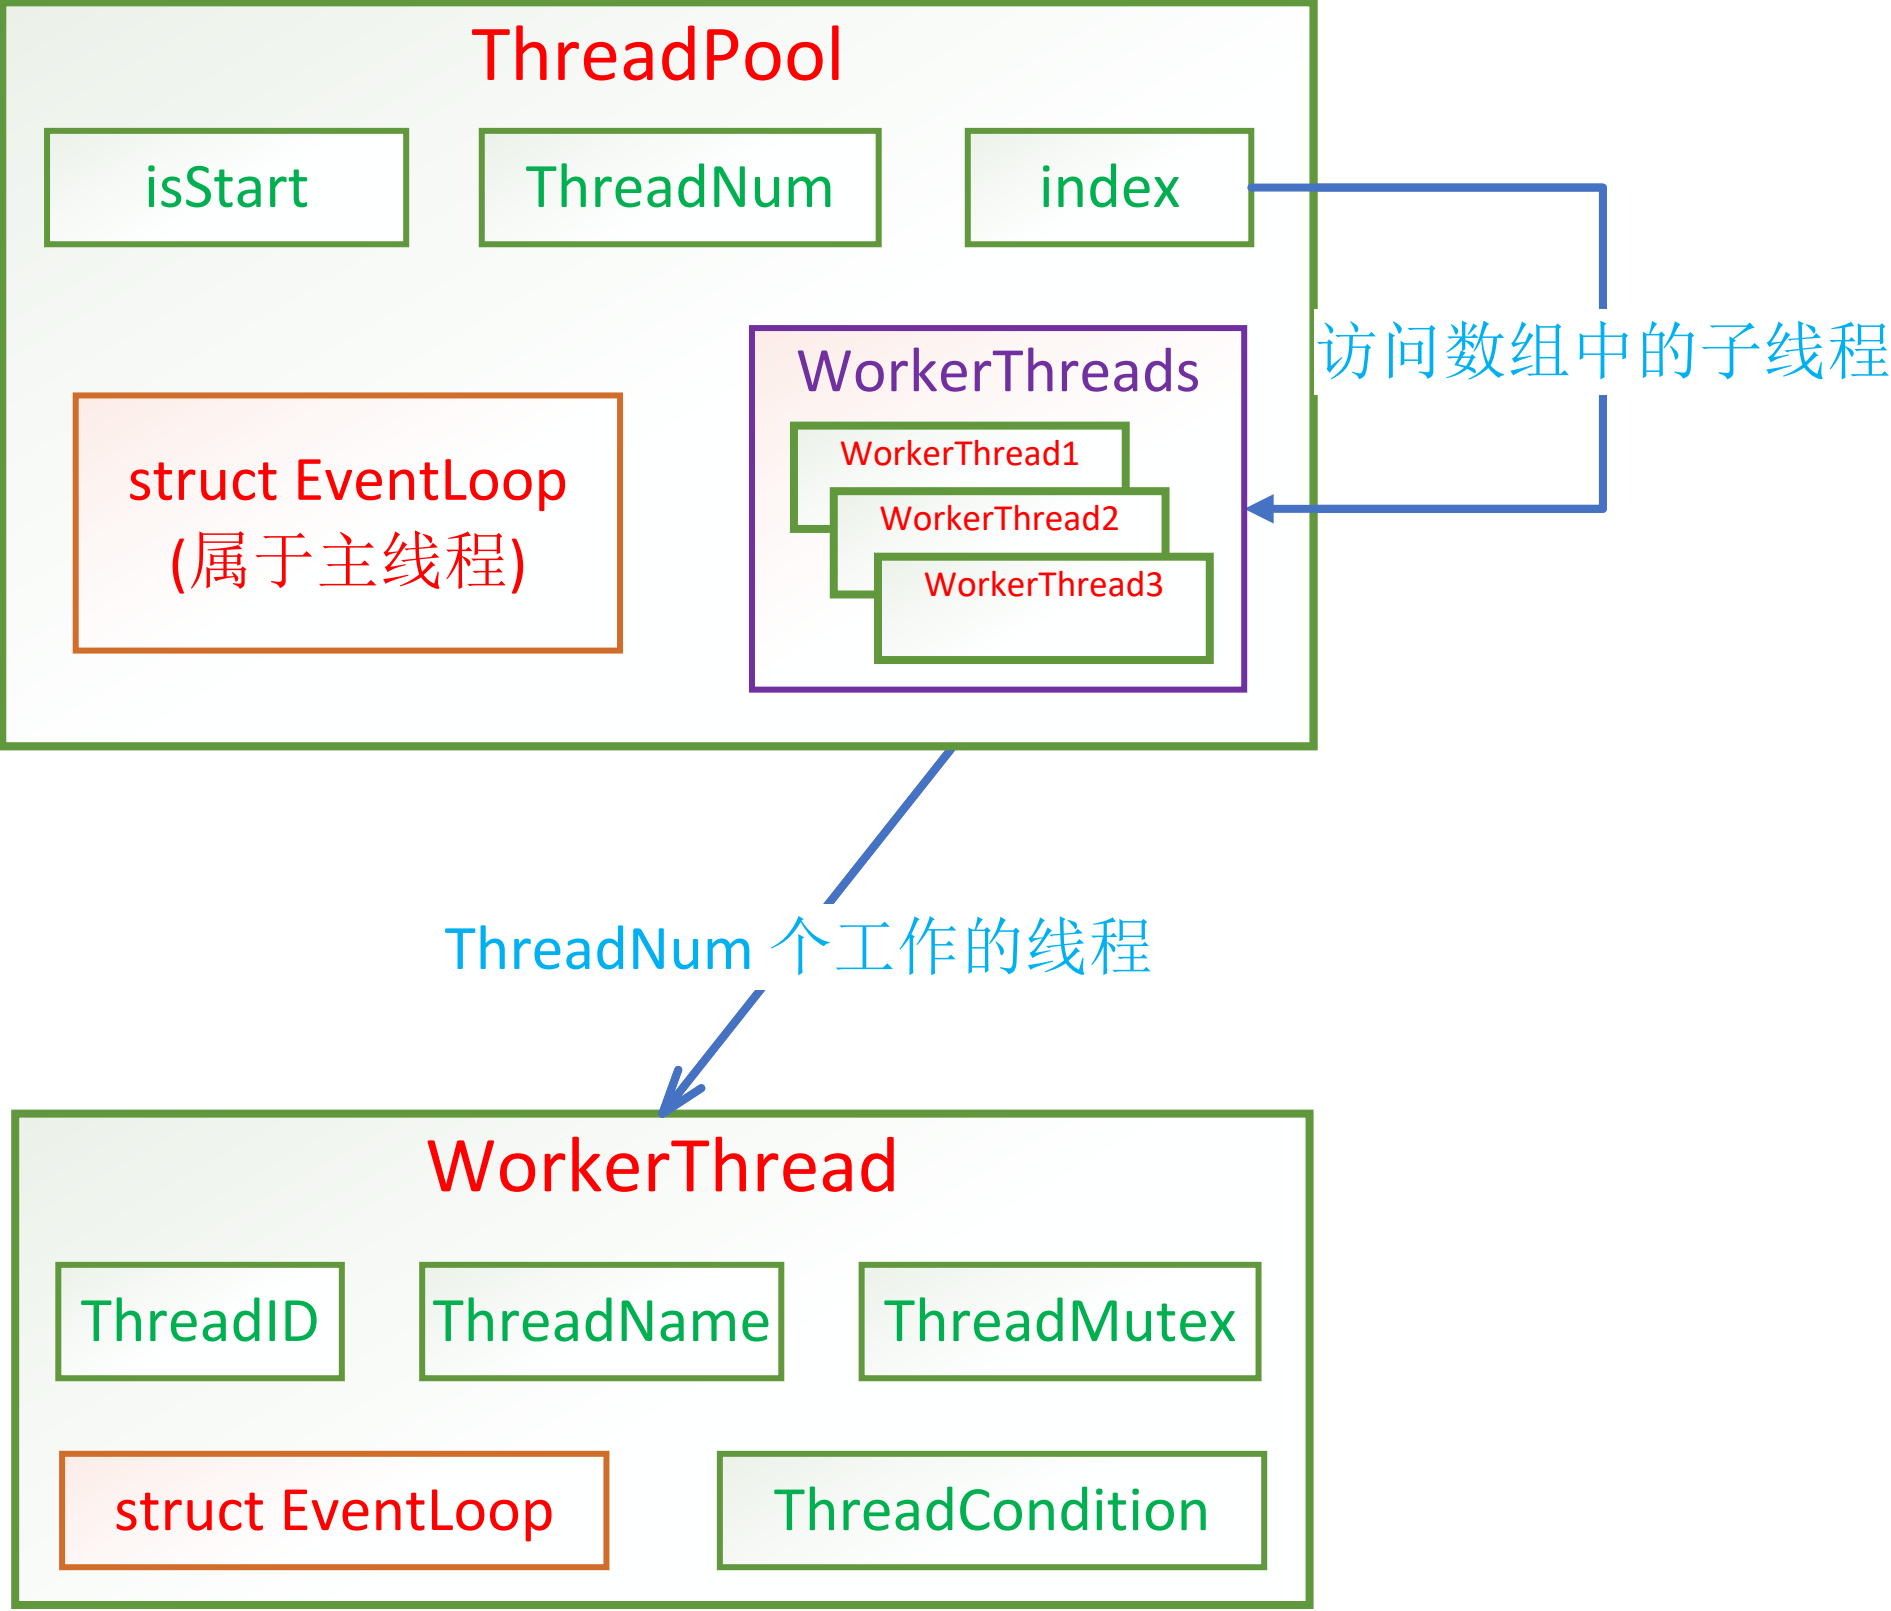 ThreadPool
isStart
ThreadNum
index
访问数组中的子线程
WorkerThreads
WorkerThread1
WorkerThread2
WorkerThread3
struct EventLoop
(属于主线程)
ThreadNum 个工作的线程
WorkerThread
ThreadID
ThreadName
ThreadMutex
struct EventLoop
ThreadCondition